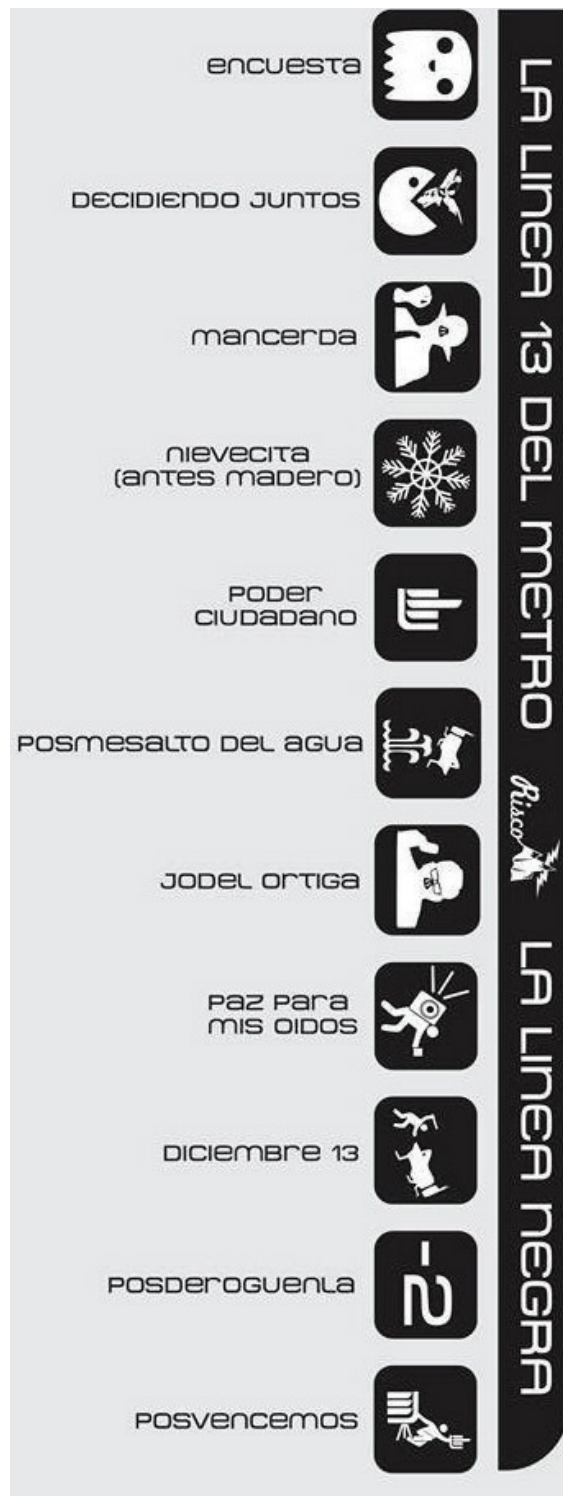 LA LINEA 13 DEL METRO
Risco
LA LINEA NEGRA
encuesta
DECIDIENDO JUNTOS
mancerda
nievecita
(antes madero)
PODER
CIUDADANO
POSMESALTO DEL AGUA
JODEL ORTIGA
PAZ PARA
MIS OIDOS
DICIEMBRE 13
-2
POSDEROGUENLA
POSVENCEMOS